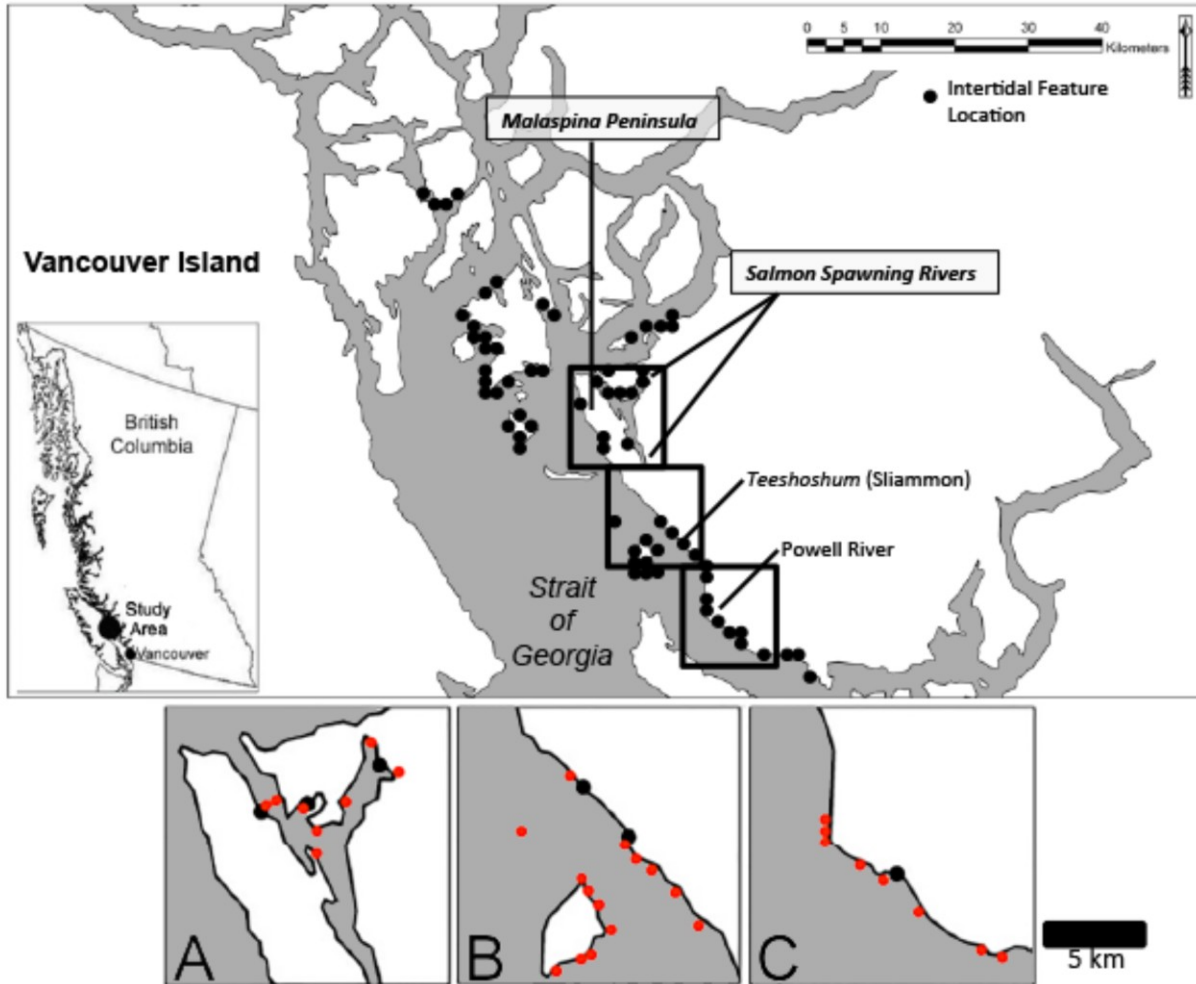 0 10 20 30 40
Kilometers
Intertidal Feature
Location
Malaspina Peninsula
Vancouver Island
Salmon Spawning Rivers
British
Columbia
Teeshoshum (Sliammon)
Powell River
Strait
of
Georgia
Study
Area
Vancouver
A
B
C
5 km